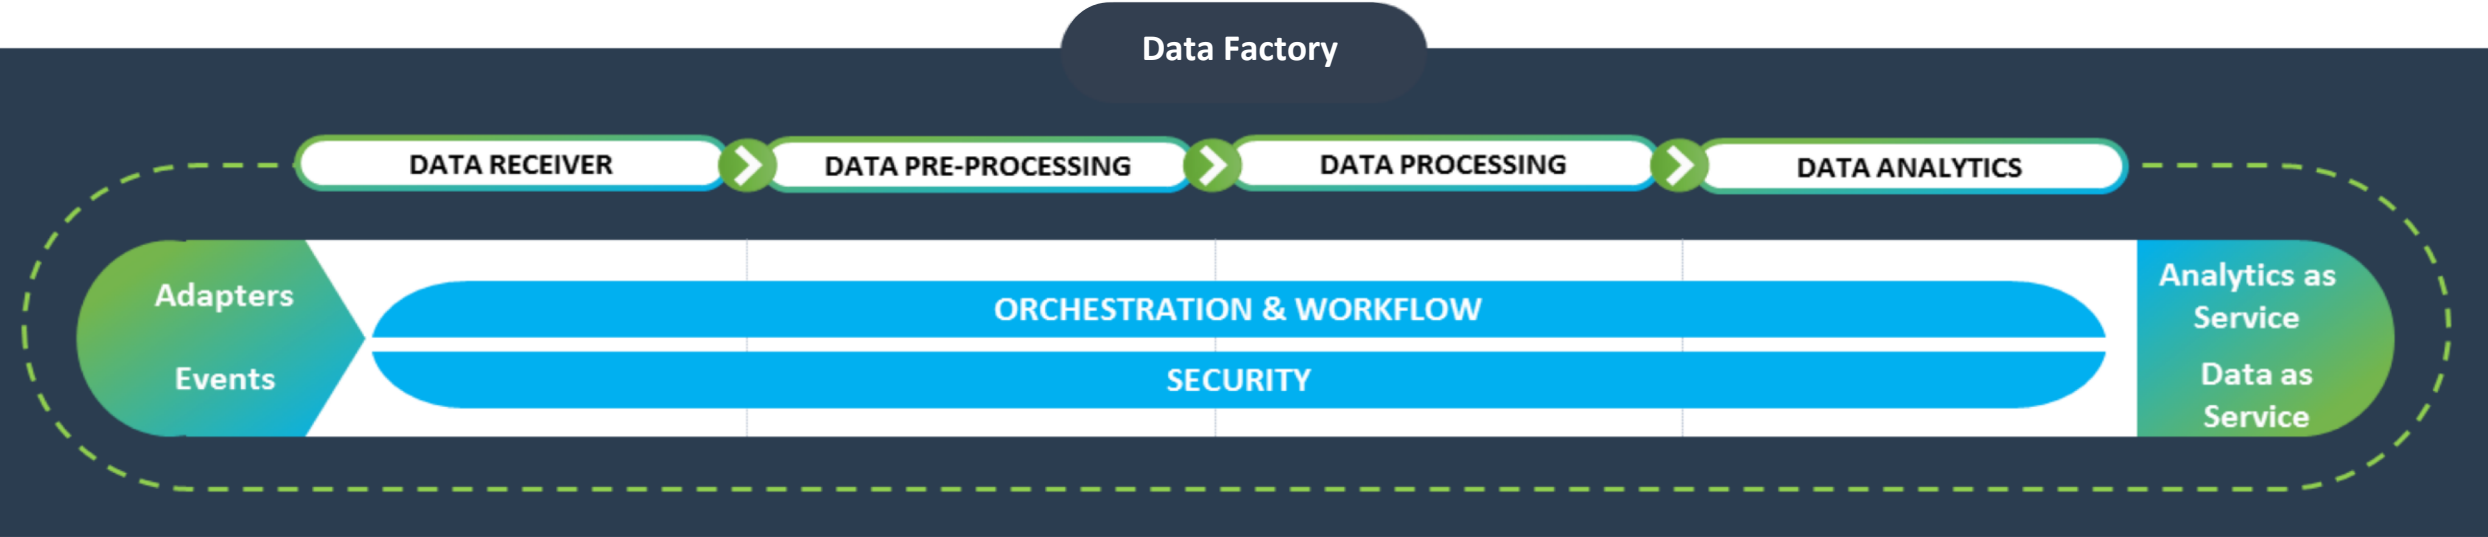 Data Factory
DATA RECEIVER
DATA PRE-PROCESSING
DATA PROCESSING
DATA ANALYTICS
Adapters
Events
ORCHESTRATION & WORKFLOW
SECURITY
Analytics as
Service
Data as
Service